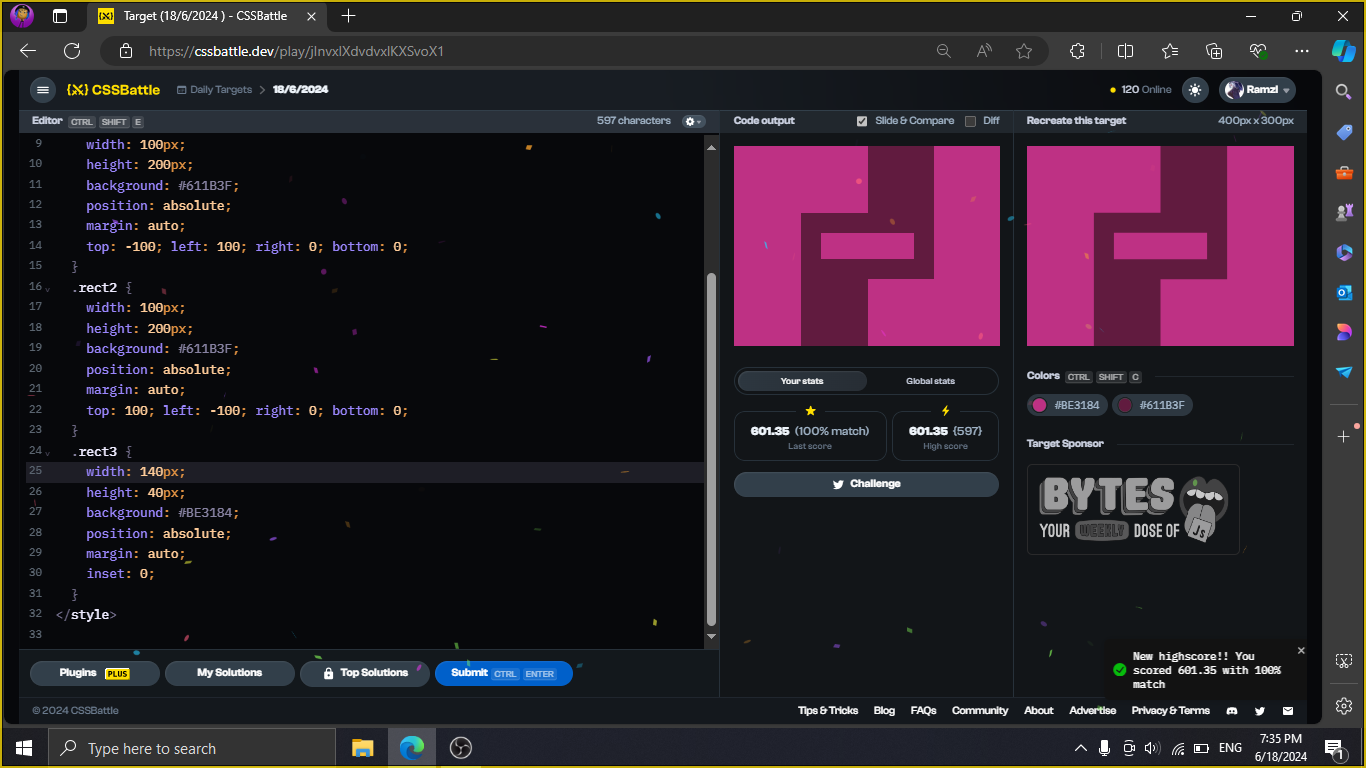 Target (18/6/2024 ) - CSSBattle
https://cssbattle.dev/play/jInvxlXdvdvxlKXSvoX1
{X} CSSBattle
Daily Targets > 18/6/2024
120 Online
Ramzi
Editor CTRL SHIFT E
597 characters
Code output
Slide & Compare
Diff
Recreate this target
400px x 300px
9 width: 100px;
10 height: 200px;
11 background: #611B3F;
12 position: absolute;
13 margin: auto;
14 top: -100; left: 100; right: 0; bottom: 0;
15 }
16 .rect2 {
17 width: 100px;
18 height: 200px;
19 background: #611B3F;
20 position: absolute;
21 margin: auto;
22 top: 100; left: -100; right: 0; bottom: 0;
23 }
24 .rect3 {
25 width: 140px;
26 height: 40px;
27 background: #BE3184;
28 position: absolute;
29 margin: auto;
30 inset: 0;
31 }
32 </style>
33
Your stats
Global stats
601.35 (100% match)
Last score
601.35 {597}
High score
Challenge
Colors CTRL SHIFT C
#BE3184
#611B3F
Target Sponsor
BYTES
YOUR WEEKLY DOSE OF JS
New highscore!! You
scored 601.35 with 100%
match
Plugins PLUS
My Solutions
Top Solutions
Submit CTRL ENTER
© 2024 CSSBattle
Tips & Tricks
Blog
FAQs
Community
About
Advertise
Privacy & Terms
Type here to search
ENG
7:35 PM
6/18/2024
1